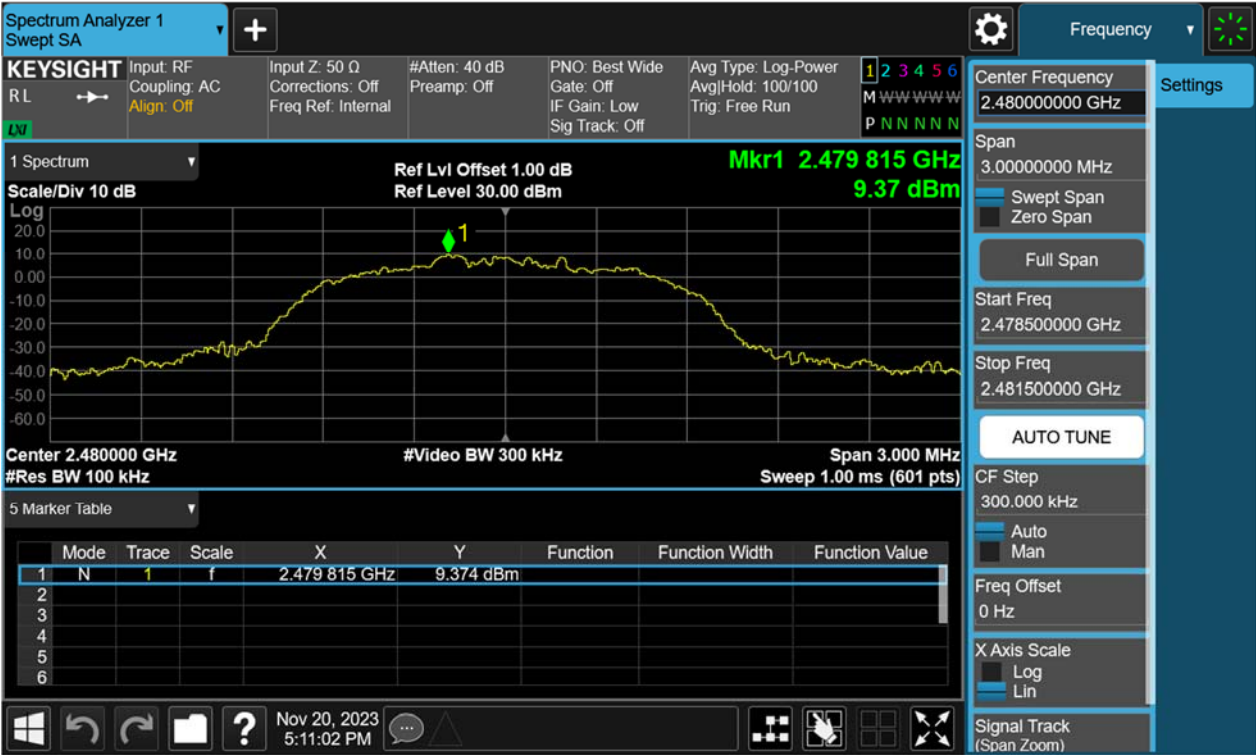 Spectrum Analyzer 1
Swept SA
+
Frequency
KEYSIGHT
RL
LXI
Input: RF
Coupling: AC
Align: Off
Input Z: 50 Ω
Corrections: Off
Freq Ref: Internal
#Atten: 40 dB
Preamp: Off
PNO: Best Wide
Gate: Off
IF Gain: Low
Sig Track: Off
Avg Type: Log-Power
Avg|Hold: 100/100
Trig: Free Run
1 2 3 4 5 6
M W W W W W
P N N N N N
1 Spectrum
Scale/Div 10 dB
Ref Lvl Offset 1.00 dB
Ref Level 30.00 dBm
Mkr1 2.479 815 GHz
9.37 dBm
Log
20.0
10.0
0.00
-10.0
-20.0
-30.0
-40.0
-50.0
-60.0
1
Center 2.480000 GHz
#Video BW 300 kHz
Span 3.000 MHz
#Res BW 100 kHz
Sweep 1.00 ms (601 pts)
5 Marker Table
Mode Trace Scale X Y Function Function Width Function Value
1 N 1 f 2.479 815 GHz 9.374 dBm
2
3
4
5
6
?
Nov 20, 2023
5:11:02 PM
Center Frequency
2.480000000 GHz
Settings
Span
3.00000000 MHz
Swept Span
Zero Span
Full Span
Start Freq
2.478500000 GHz
Stop Freq
2.481500000 GHz
AUTO TUNE
CF Step
300.000 kHz
Auto
Man
Freq Offset
0 Hz
X Axis Scale
Log
Lin
Signal Track
(Span Zoom)